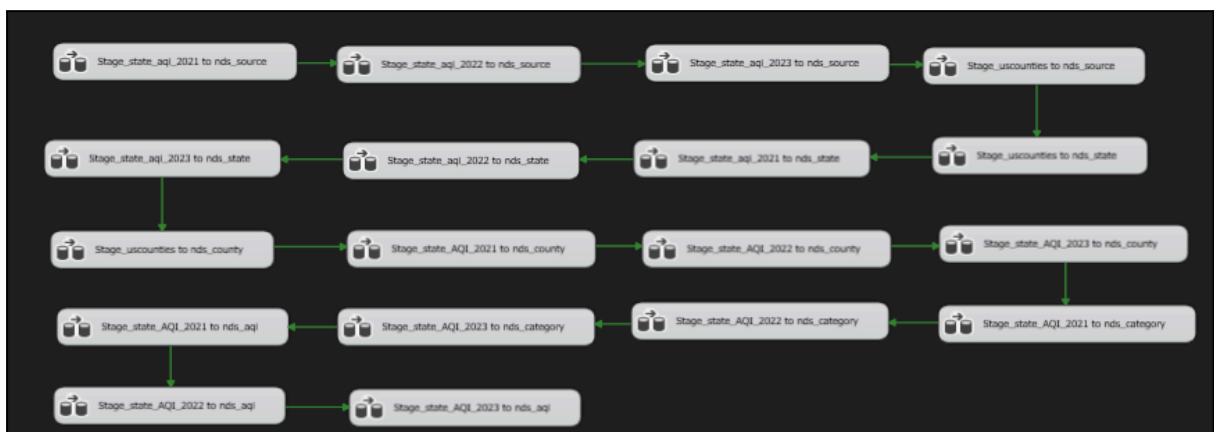 Stage_state_aqi_2021 to nds_source
Stage_state_aqi_2022 to nds_source
Stage_state_aqi_2023 to nds_source
Stage_uscounties to nds_source
Stage_state_aqi_2023 to nds_state
Stage_state_aqi_2022 to nds_state
Stage_state_aqi_2021 to nds_state
Stage_uscounties to nds_state
Stage_uscounties to nds_county
Stage_state_AQI_2021 to nds_county
Stage_state_AQI_2022 to nds_county
Stage_state_AQI_2023 to nds_county
Stage_state_AQI_2021 to nds_aqi
Stage_state_AQI_2023 to nds_category
Stage_state_AQI_2022 to nds_category
Stage_state_AQI_2021 to nds_category
Stage_state_AQI_2022 to nds_aqi
Stage_state_AQI_2023 to nds_aqi